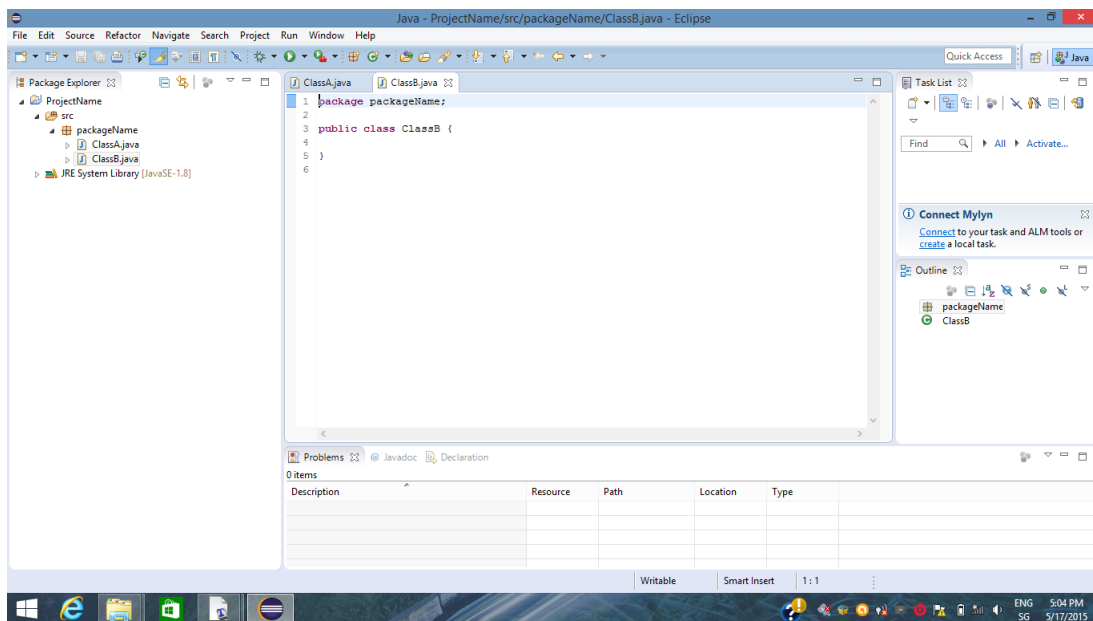 Java - ProjectName/src/packageName/ClassB.java - Eclipse
File Edit Source Refactor Navigate Search Project Run Window Help
Quick Access
Java
Package Explorer
ProjectName
src
packageName
ClassA.java
ClassB.java
JRE System Library [JavaSE-1.8]
ClassA.java ClassB.java
1 package packageName;
2
3 public class ClassB {
4
5 }
6
Task List
Find All Activate...
Connect Mylyn
Connect to your task and ALM tools or
create a local task.
Outline
packageName
ClassB
Problems @ Javadoc Declaration
0 items
Description Resource Path Location Type
Writable Smart Insert 1 : 1
ENG 5:04 PM
SG 5/17/2015